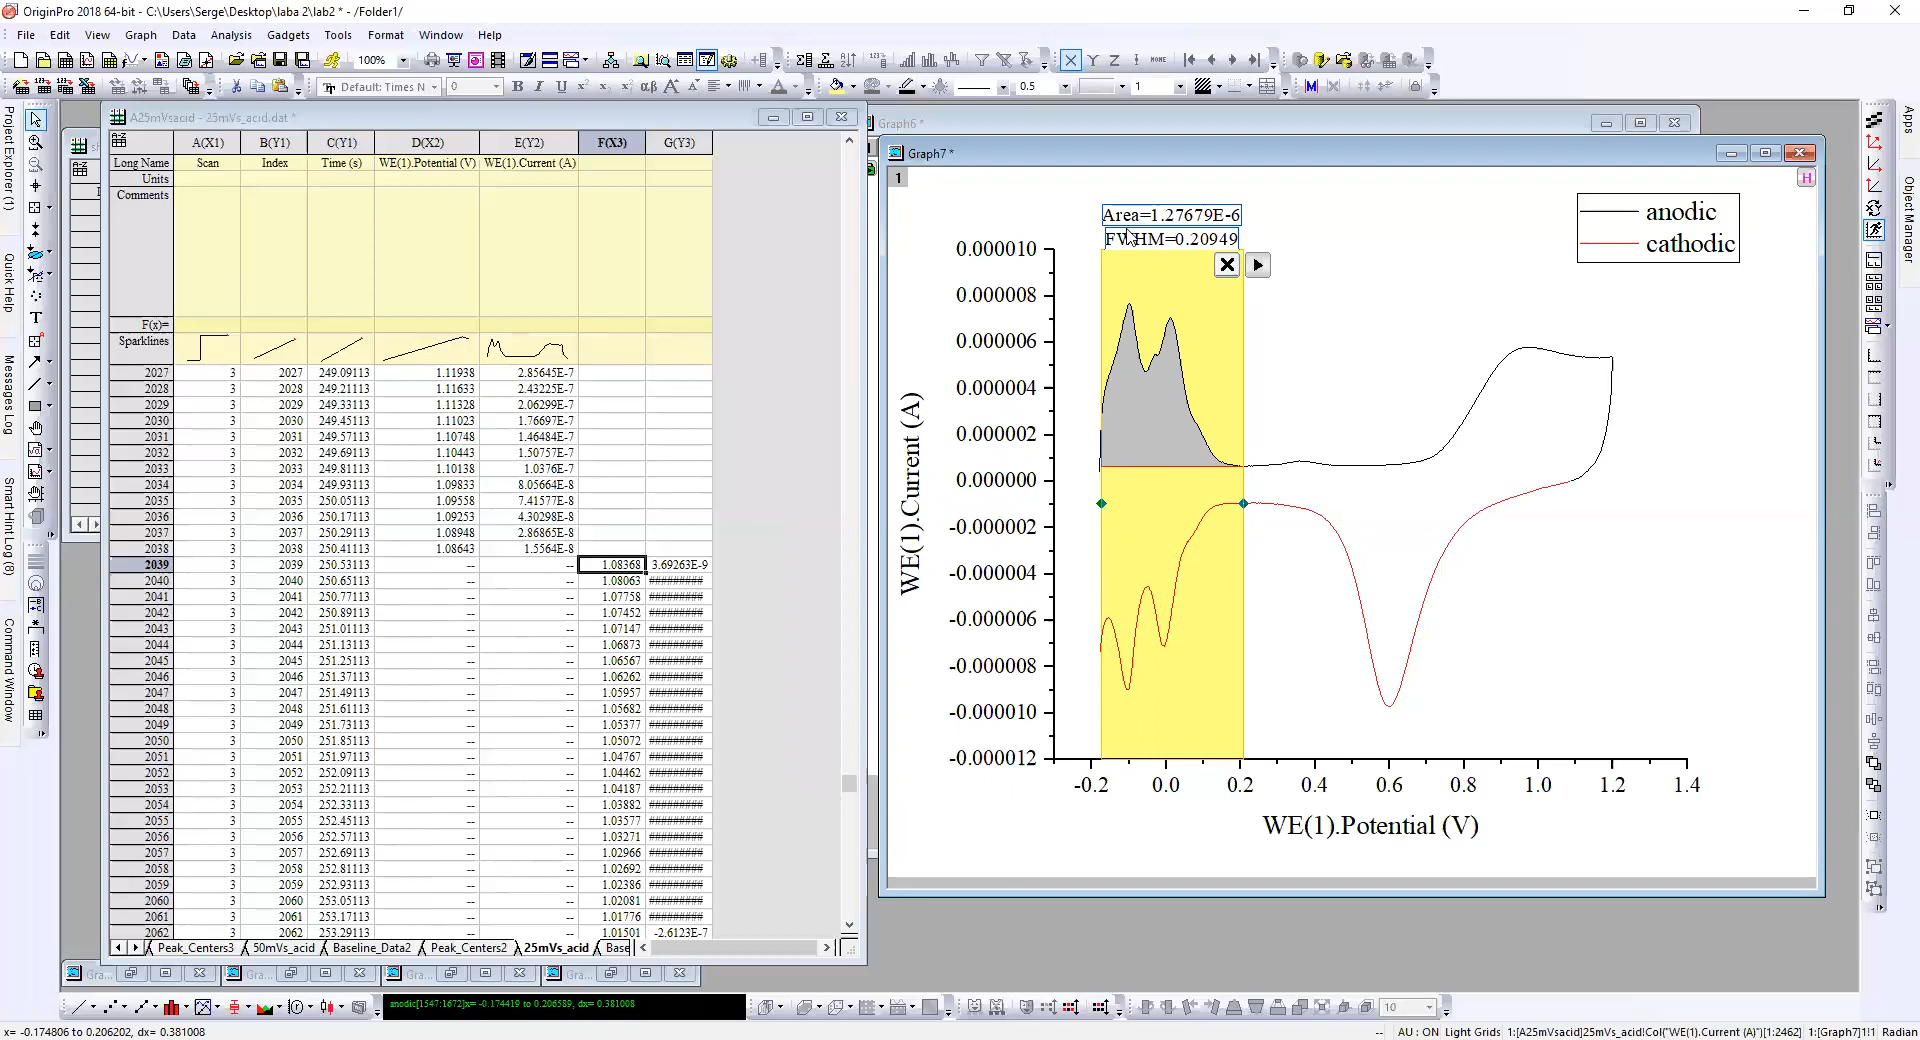 OriginPro 2018 64-bit - C:\Users\Serge\Desktop\laba 2\lab2 * - /Folder1/
File Edit View Graph Data Analysis Gadgets Tools Format Window Help
100%
Default: Times N 0 B I U 0.5 1
Project Explorer (1)
Quick Help
Messages Log
Smart Hint Log (8)
Command Window
Apps
Object Manager
A25mVsacid - 25mVs_acid.dat *
A(X1) B(Y1) C(Y1) D(X2) E(Y2) F(X3) G(Y3)
Long Name Scan Index Time (s) WE(1).Potential (V) WE(1).Current (A)
Units
Comments
F(x)=
Sparklines
2027 3 2027 249.09113 1.11938 2.85645E-7
2028 3 2028 249.21113 1.11633 2.43225E-7
2029 3 2029 249.33113 1.11328 2.06299E-7
2030 3 2030 249.45113 1.11023 1.76697E-7
2031 3 2031 249.57113 1.10748 1.46484E-7
2032 3 2032 249.69113 1.10443 1.50757E-7
2033 3 2033 249.81113 1.10138 1.0376E-7
2034 3 2034 249.93113 1.09833 8.05664E-8
2035 3 2035 250.05113 1.09558 7.41577E-8
2036 3 2036 250.17113 1.09253 4.30298E-8
2037 3 2037 250.29113 1.08948 2.86865E-8
2038 3 2038 250.41113 1.08643 1.5564E-8
2039 3 2039 250.53113 -- -- 1.08368 3.69263E-9
2040 3 2040 250.65113 -- -- 1.08063 #########
2041 3 2041 250.77113 -- -- 1.07758 #########
2042 3 2042 250.89113 -- -- 1.07452 #########
2043 3 2043 251.01113 -- -- 1.07147 #########
2044 3 2044 251.13113 -- -- 1.06873 #########
2045 3 2045 251.25113 -- -- 1.06567 #########
2046 3 2046 251.37113 -- -- 1.06262 #########
2047 3 2047 251.49113 -- -- 1.05957 #########
2048 3 2048 251.61113 -- -- 1.05682 #########
2049 3 2049 251.73113 -- -- 1.05377 #########
2050 3 2050 251.85113 -- -- 1.05072 #########
2051 3 2051 251.97113 -- -- 1.04767 #########
2052 3 2052 252.09113 -- -- 1.04462 #########
2053 3 2053 252.21113 -- -- 1.04187 #########
2054 3 2054 252.33113 -- -- 1.03882 #########
2055 3 2055 252.45113 -- -- 1.03577 #########
2056 3 2056 252.57113 -- -- 1.03271 #########
2057 3 2057 252.69113 -- -- 1.02966 #########
2058 3 2058 252.81113 -- -- 1.02692 #########
2059 3 2059 252.93113 -- -- 1.02386 #########
2060 3 2060 253.05113 -- -- 1.02081 #########
2061 3 2061 253.17113 -- -- 1.01776 #########
2062 3 2062 253.29113 -- -- 1.01501 -2.6123E-7
Peak_Centers3 50mVs_acid Baseline_Data2 Peak_Centers2 25mVs_acid Base
Gra... Gra... Gra... Gra...
Graph6 *
Graph7 *
1
H
Area=1.27679E-6
FWHM=0.20949
anodic
cathodic
0.000010
0.000008
0.000006
0.000004
0.000002
0.000000
-0.000002
-0.000004
-0.000006
-0.000008
-0.000010
-0.000012
WE(1).Current (A)
-0.2 0.0 0.2 0.4 0.6 0.8 1.0 1.2 1.4
WE(1).Potential (V)
anodic[1547:1672]x= -0.174419 to 0.206589, dx= 0.381008
10
x= -0.174806 to 0.206202, dx= 0.381008
-- AU : ON Light Grids 1:[A25mVsacid]25mVs_acid!Col("WE(1).Current (A)")[1:2462] 1:[Graph7]1!1 Radian